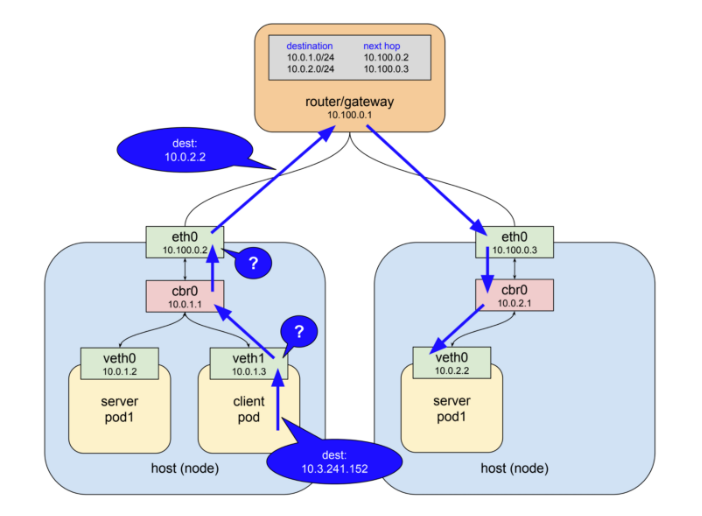 destination next hop
10.0.1.0/24 10.100.0.2
10.0.2.0/24 10.100.0.3
router/gateway
10.100.0.1
dest:
10.0.2.2
eth0
10.100.0.2
?
cbr0
10.0.1.1
?
veth0
10.0.1.2
veth1
10.0.1.3
server
pod1
client
pod
dest:
10.3.241.152
host (node)
eth0
10.100.0.3
cbr0
10.0.2.1
veth0
10.0.2.2
server
pod1
host (node)